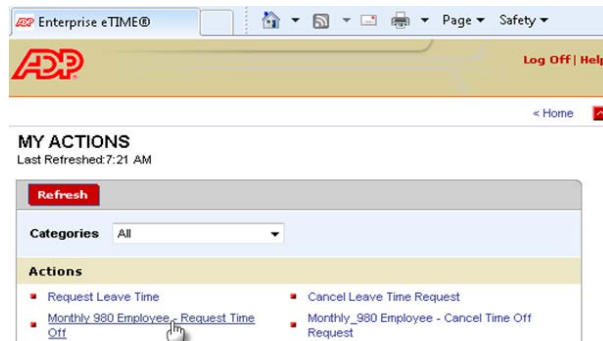 Enterprise eTIME®
Page Safety
ADP
Log Off | Help
< Home
MY ACTIONS
Last Refreshed:7:21 AM
Refresh
Categories All
Actions
Request Leave Time
Cancel Leave Time Request
Monthly 980 Employee - Request Time
Off
Monthly_980 Employee - Cancel Time Off
Request